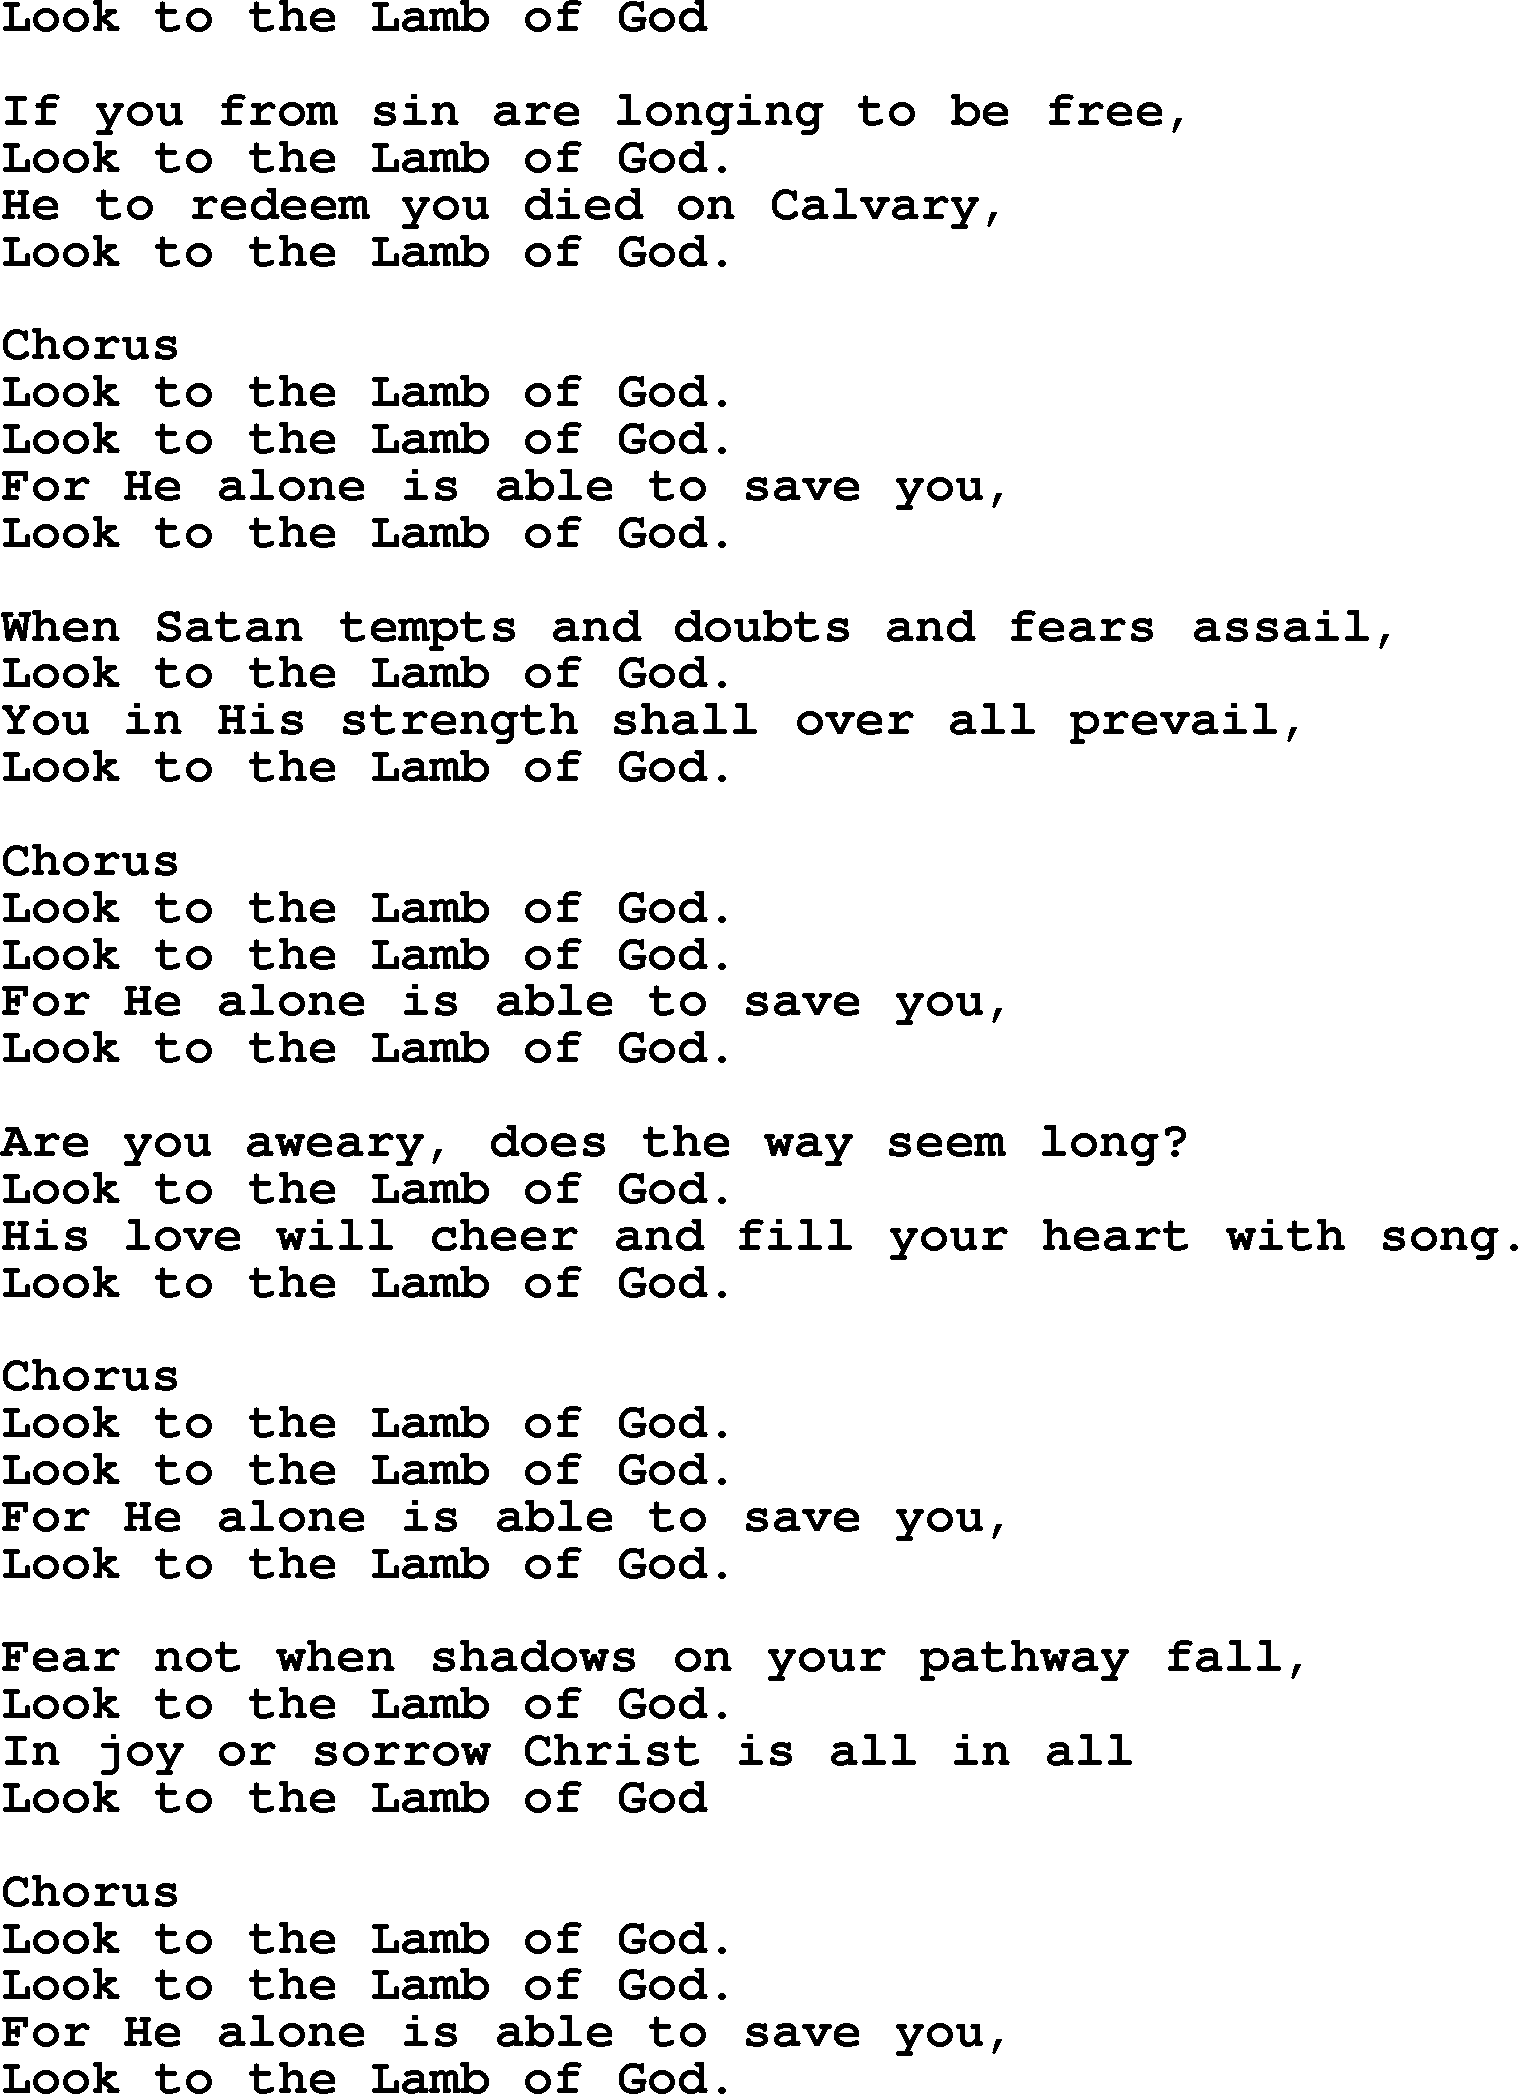 Look to the Lamb of God
If you from sin are longing to be free,
Look to the Lamb of God.
He to redeem you died on Calvary,
Look to the Lamb of God.
Chorus
Look to the Lamb of God.
Look to the Lamb of God.
For He alone is able to save you,
Look to the Lamb of God.
When Satan tempts and doubts and fears assail,
Look to the Lamb of God.
You in His strength shall over all prevail,
Look to the Lamb of God.
Chorus
Look to the Lamb of God.
Look to the Lamb of God.
For He alone is able to save you,
Look to the Lamb of God.
Are you aweary, does the way seem long?
Look to the Lamb of God.
His love will cheer and fill your heart with song.
Look to the Lamb of God.
Chorus
Look to the Lamb of God.
Look to the Lamb of God.
For He alone is able to save you,
Look to the Lamb of God.
Fear not when shadows on your pathway fall,
Look to the Lamb of God.
In joy or sorrow Christ is all in all
Look to the Lamb of God
Chorus
Look to the Lamb of God.
Look to the Lamb of God.
For He alone is able to save you,
Look to the Lamb of God.